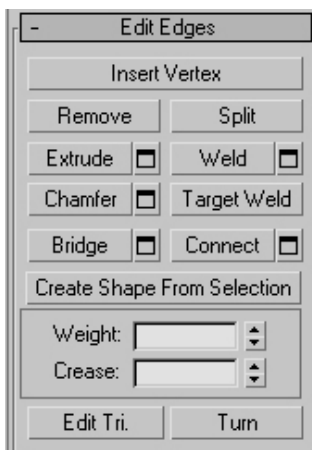 - Edit Edges
Insert Vertex
Remove Split
Extrude Weld
Chamfer Target Weld
Bridge Connect
Create Shape From Selection
Weight:
Crease:
Edit Tri. Turn